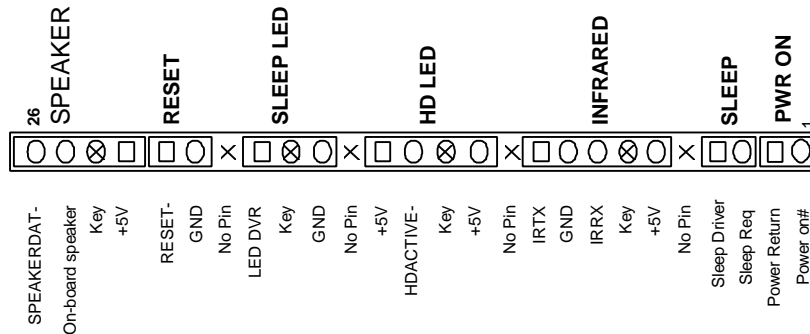 26
SPEAKER
RESET
SLEEP LED
HD LED
INFRARED
SLEEP
PWR ON
1
SPEAKERDAT-
On-board speaker
Key
+5V
RESET-
GND
No Pin
LED DVR
Key
GND
No Pin
+5V
HDACTIVE-
Key
+5V
No Pin
IRTX
GND
IRRX
Key
+5V
No Pin
Sleep Driver
Sleep Req
Power Return
Power on#